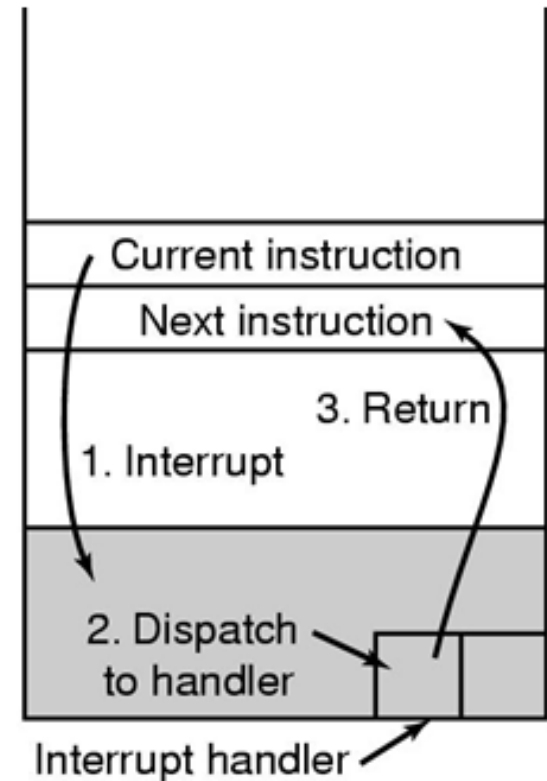 Current instruction
Next instruction
3. Return
1. Interrupt
2. Dispatch
to handler
Interrupt handler